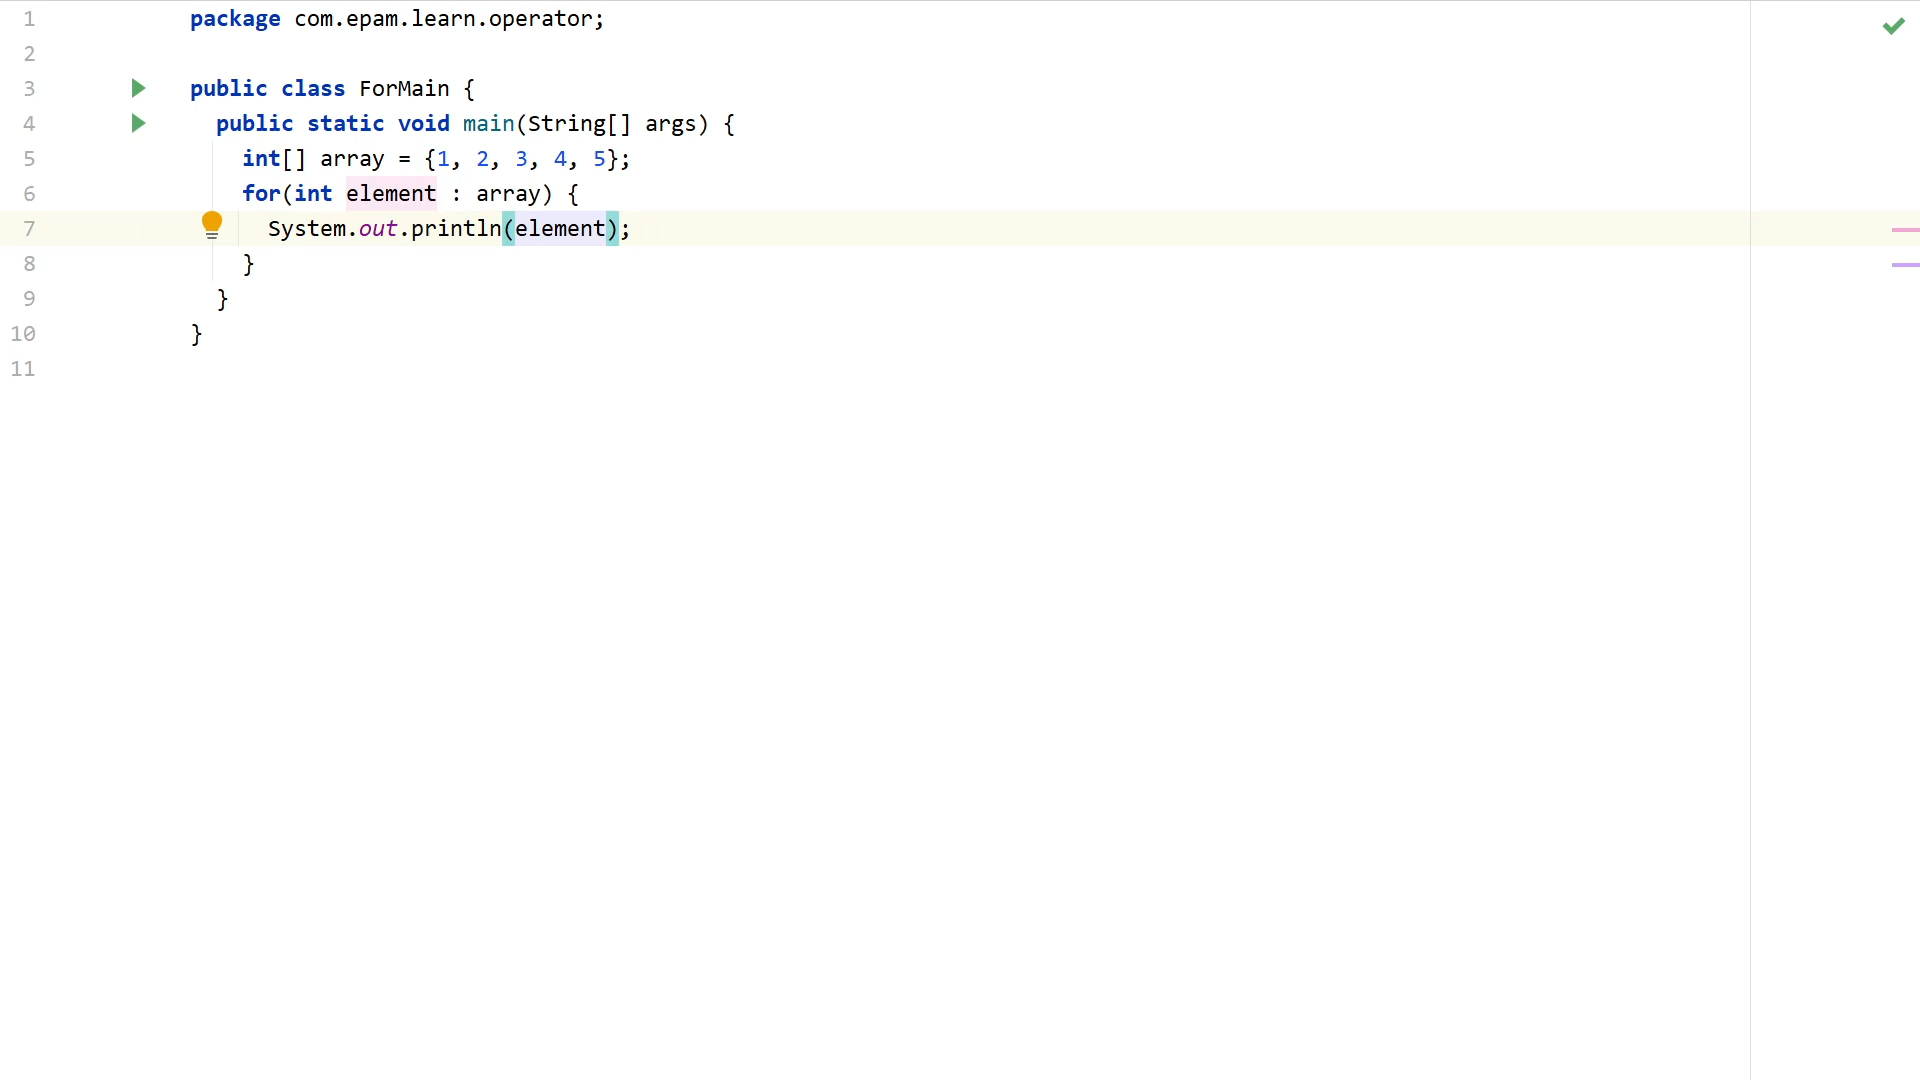 1 package com.epam.learn.operator;
2
3 public class ForMain {
4 public static void main(String[] args) {
5 int[] array = {1, 2, 3, 4, 5};
6 for(int element : array) {
7 System.out.println(element);
8 }
9 }
10 }
11